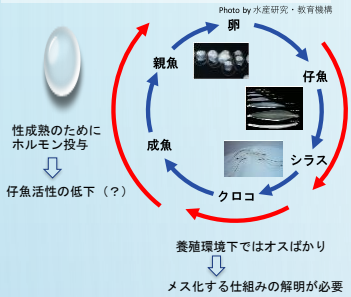 Photo by 水産研究・教育機構
卵
親魚
仔魚
性成熟のために
ホルモン投与
成魚
シラス
仔魚活性の低下（？）
クロコ
養殖環境下ではオスばかり
メス化する仕組みの解明が必要